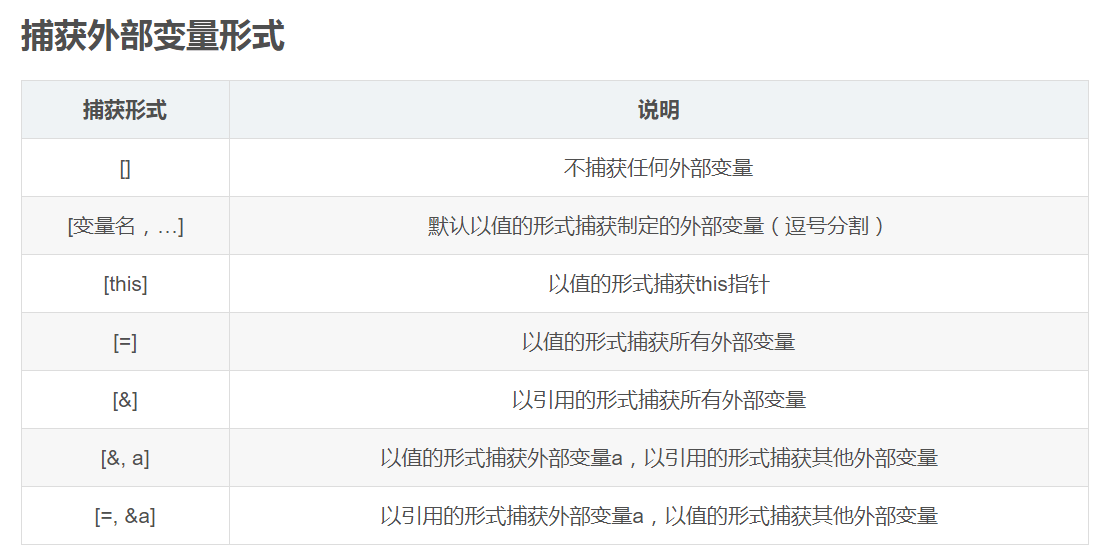 捕获外部变量形式
捕获形式 说明
[] 不捕获任何外部变量
[变量名，…] 默认以值的形式捕获制定的外部变量（逗号分割）
[this] 以值的形式捕获this指针
[=] 以值的形式捕获所有外部变量
[&] 以引用的形式捕获所有外部变量
[&, a] 以值的形式捕获外部变量a，以引用的形式捕获其他外部变量
[=, &a] 以引用的形式捕获外部变量a，以值的形式捕获其他外部变量